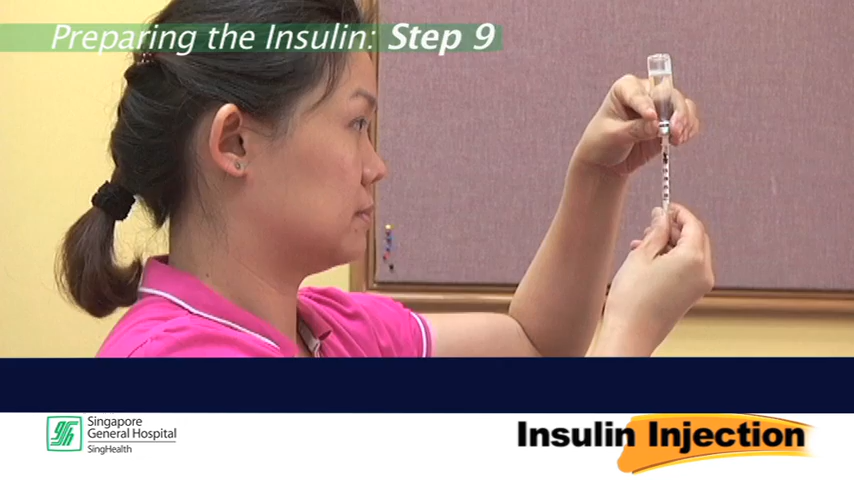 Preparing the Insulin: Step 9
Singapore
General Hospital
SingHealth
Insulin Injection